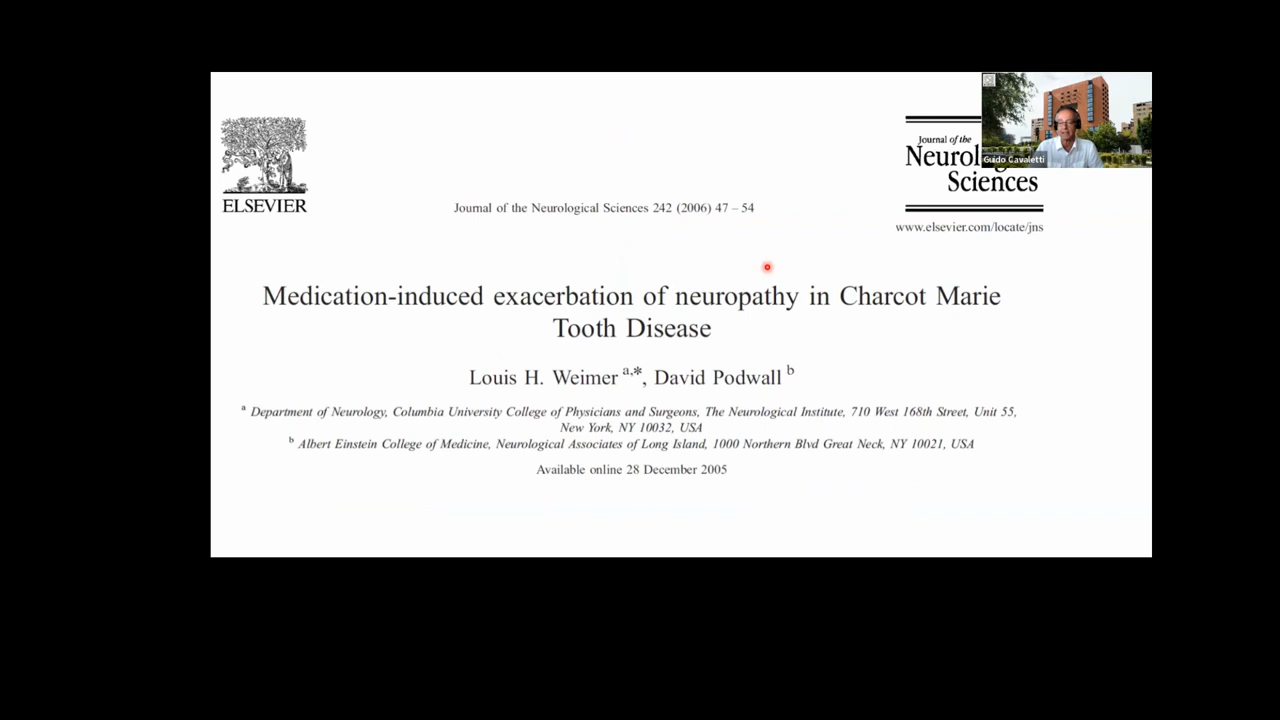 ELSEVIER
Journal of the Neurological Sciences 242 (2006) 47 – 54
Journal of the
Neurol
Sciences
www.elsevier.com/locate/jns
Guido Cavaletti
Medication-induced exacerbation of neuropathy in Charcot Marie
Tooth Disease
Louis H. Weimer a,*, David Podwall b
a Department of Neurology, Columbia University College of Physicians and Surgeons, The Neurological Institute, 710 West 168th Street, Unit 55,
New York, NY 10032, USA
b Albert Einstein College of Medicine, Neurological Associates of Long Island, 1000 Northern Blvd Great Neck, NY 10021, USA
Available online 28 December 2005